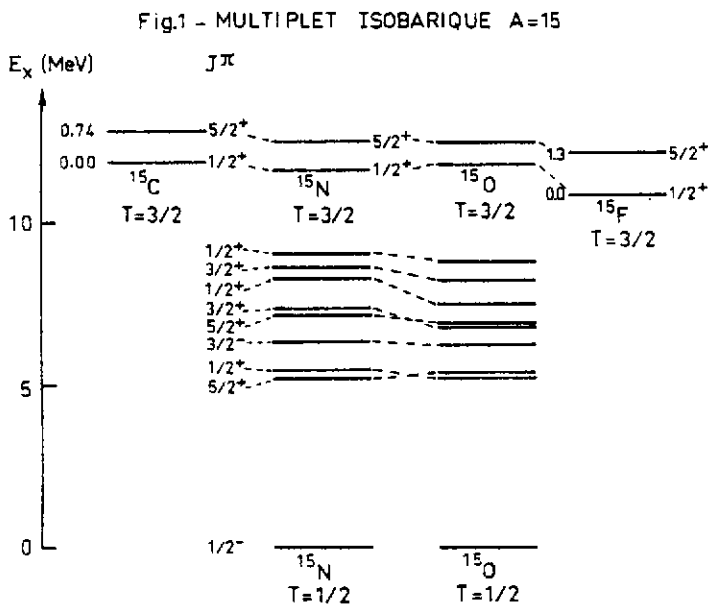 Fig.1 - MULTIPLET ISOBARIQUE A=15
Eₓ (MeV) Jπ
0.74 5/2⁺ 5/2⁺ 1.3 5/2⁺
0.00 1/2⁺ 1/2⁺ 0.0 1/2⁺
¹⁵C ¹⁵N ¹⁵O ¹⁵F
T=3/2 T=3/2 T=3/2 T=3/2
10
1/2⁺
3/2⁺
1/2⁺
3/2⁺
5/2⁺
3/2⁻
1/2⁺
5 5/2⁺
0 1/2⁻
¹⁵N ¹⁵O
T=1/2 T=1/2